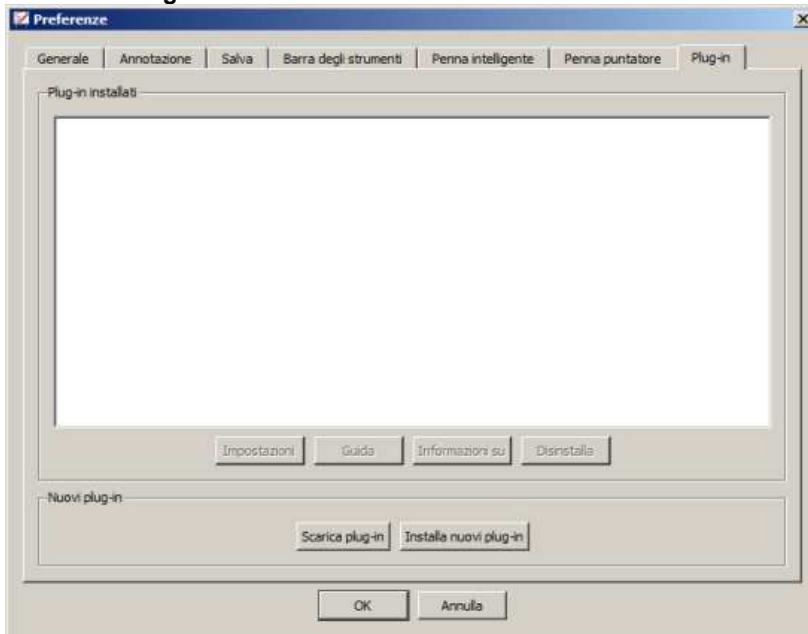 Preferenze
Generale Annotazione Salva Barra degli strumenti Penna intelligente Penna puntatore Plug-in
Plug-in installati
Impostazioni Guida Informazioni su Disinstalla
Nuovi plug-in
Scarica plug-in Installa nuovi plug-in
OK Annulla